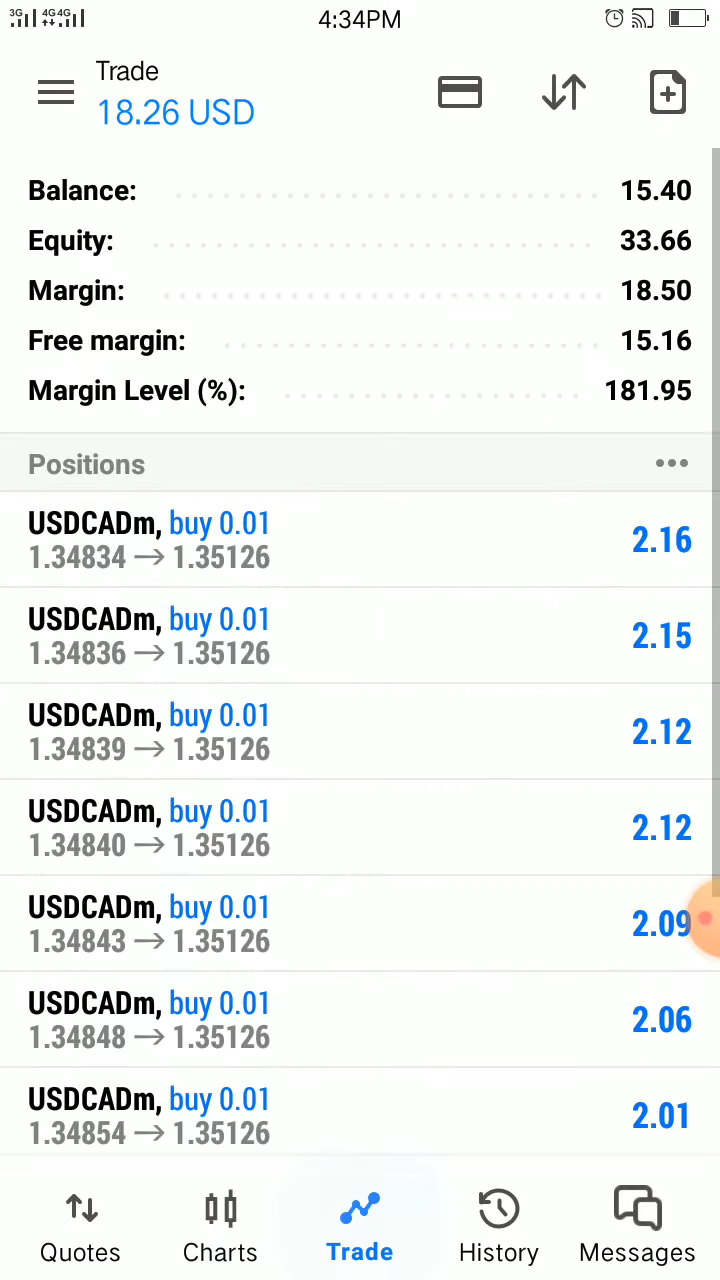 3G 4G4G 4:34PM
Trade
18.26 USD
Balance: 15.40
Equity: 33.66
Margin: 18.50
Free margin: 15.16
Margin Level (%): 181.95
Positions
USDCADm, buy 0.01 2.16
1.34834 → 1.35126
USDCADm, buy 0.01 2.15
1.34836 → 1.35126
USDCADm, buy 0.01 2.12
1.34839 → 1.35126
USDCADm, buy 0.01 2.12
1.34840 → 1.35126
USDCADm, buy 0.01 2.09
1.34843 → 1.35126
USDCADm, buy 0.01 2.06
1.34848 → 1.35126
USDCADm, buy 0.01 2.01
1.34854 → 1.35126
Quotes Charts Trade History Messages